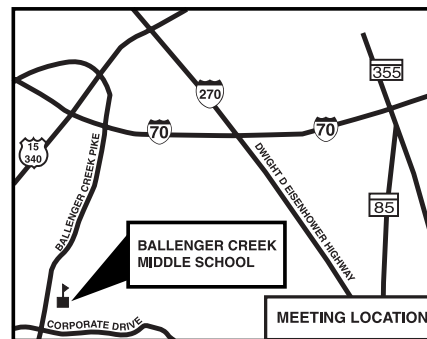 355
270
70
70
15
340
85
BALLENGER CREEK PIKE
DWIGHT D EISENHOWER HIGHWAY
BALLENGER CREEK
MIDDLE SCHOOL
MEETING LOCATION
CORPORATE DRIVE